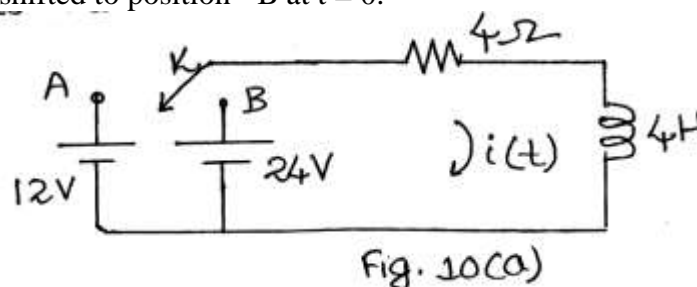 shifted to position B at t = 0.
4Ω
K
A
B
12V
24V
i(t)
4H
Fig. 10(a)